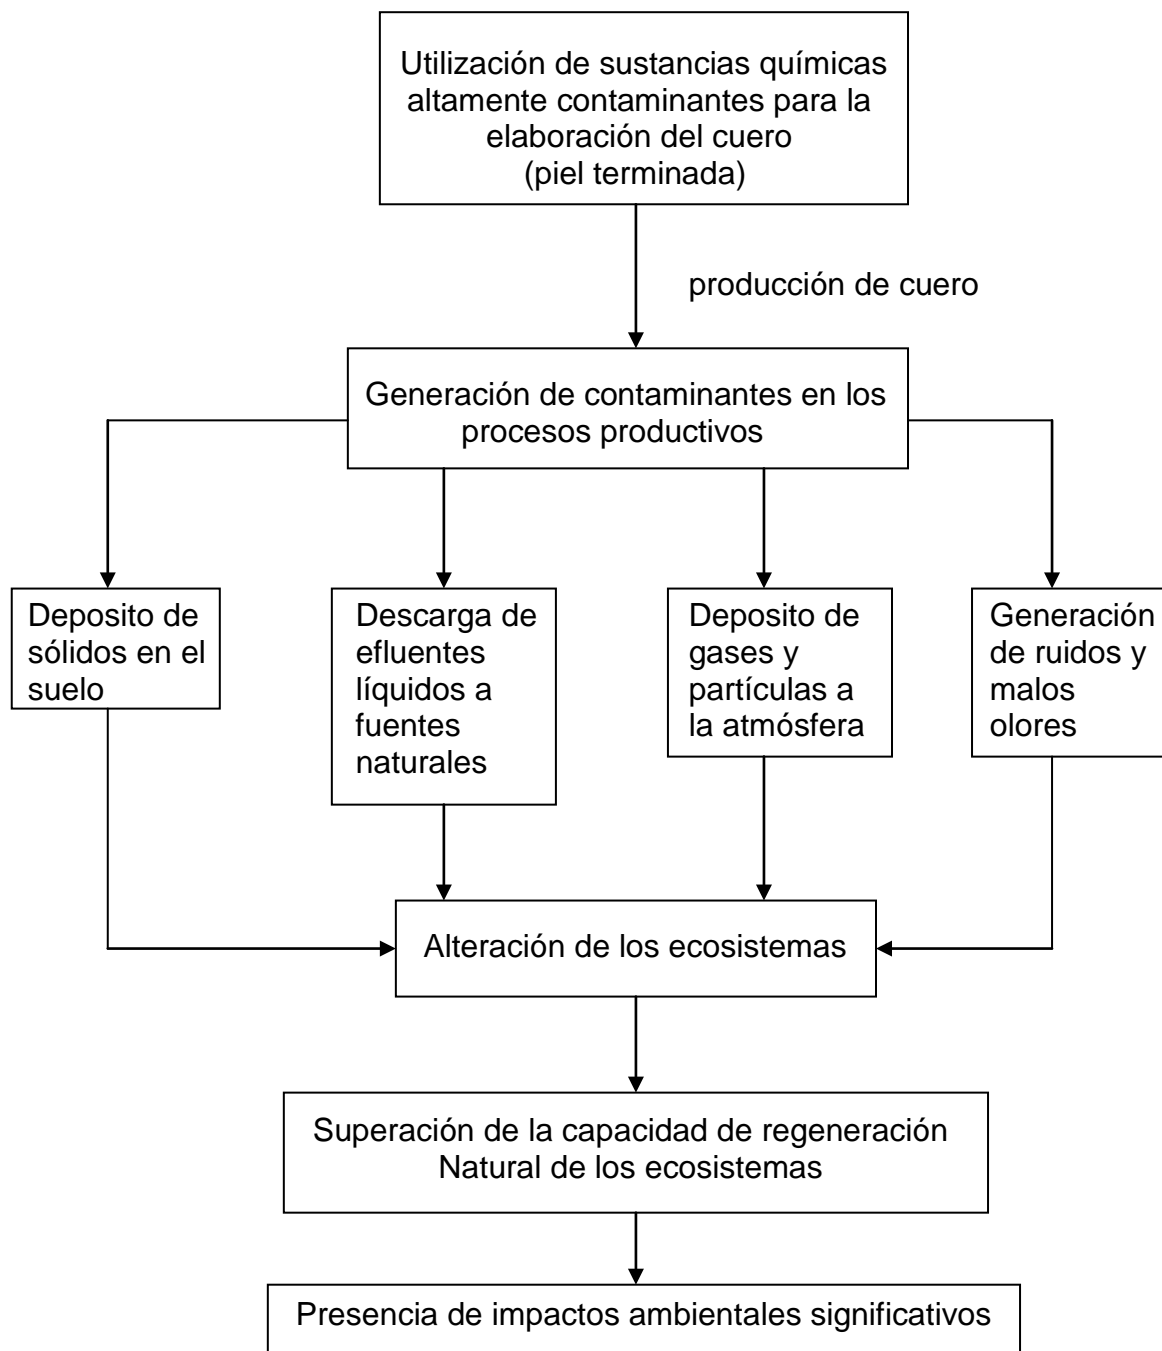 Utilización de sustancias químicas
altamente contaminantes para la
elaboración del cuero
(piel terminada)
producción de cuero
Generación de contaminantes en los
procesos productivos
Deposito de
sólidos en el
suelo
Descarga de
efluentes
líquidos a
fuentes
naturales
Deposito de
gases y
partículas a
la atmósfera
Generación
de ruidos y
malos
olores
Alteración de los ecosistemas
Superación de la capacidad de regeneración
Natural de los ecosistemas
Presencia de impactos ambientales significativos